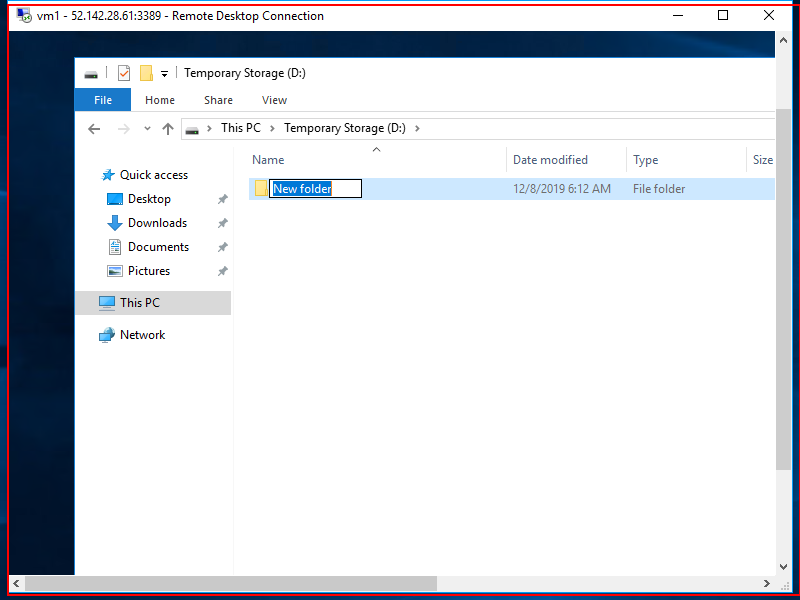 vm1 - 52.142.28.61:3389 - Remote Desktop Connection
Temporary Storage (D:)
File Home Share View
This PC Temporary Storage (D:)
Name Date modified Type Size
Quick access
New folder 12/8/2019 6:12 AM File folder
Desktop
Downloads
Documents
Pictures
This PC
Network